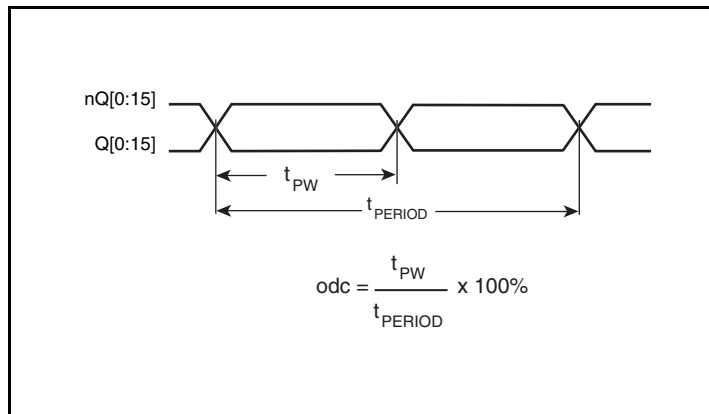 nQ[0:15]
Q[0:15]
tPW
tPERIOD
odc = tPW / tPERIOD x 100%